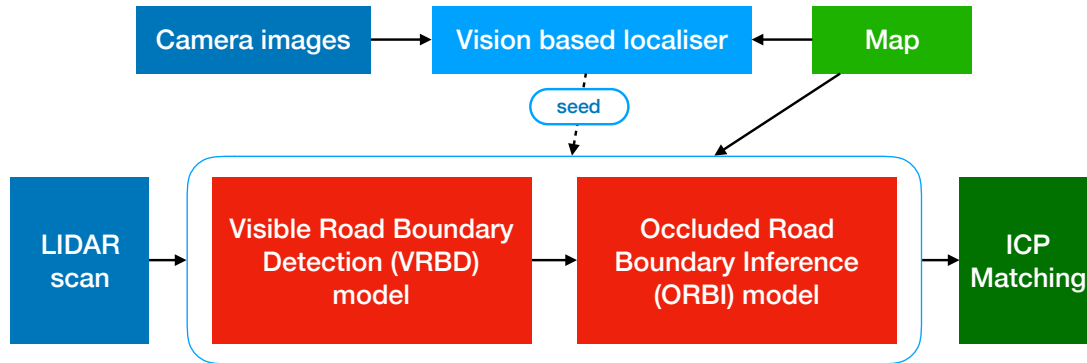 Camera images
Vision based localiser
Map
seed
LIDAR
scan
Visible Road Boundary
Detection (VRBD)
model
Occluded Road
Boundary Inference
(ORBI) model
ICP
Matching